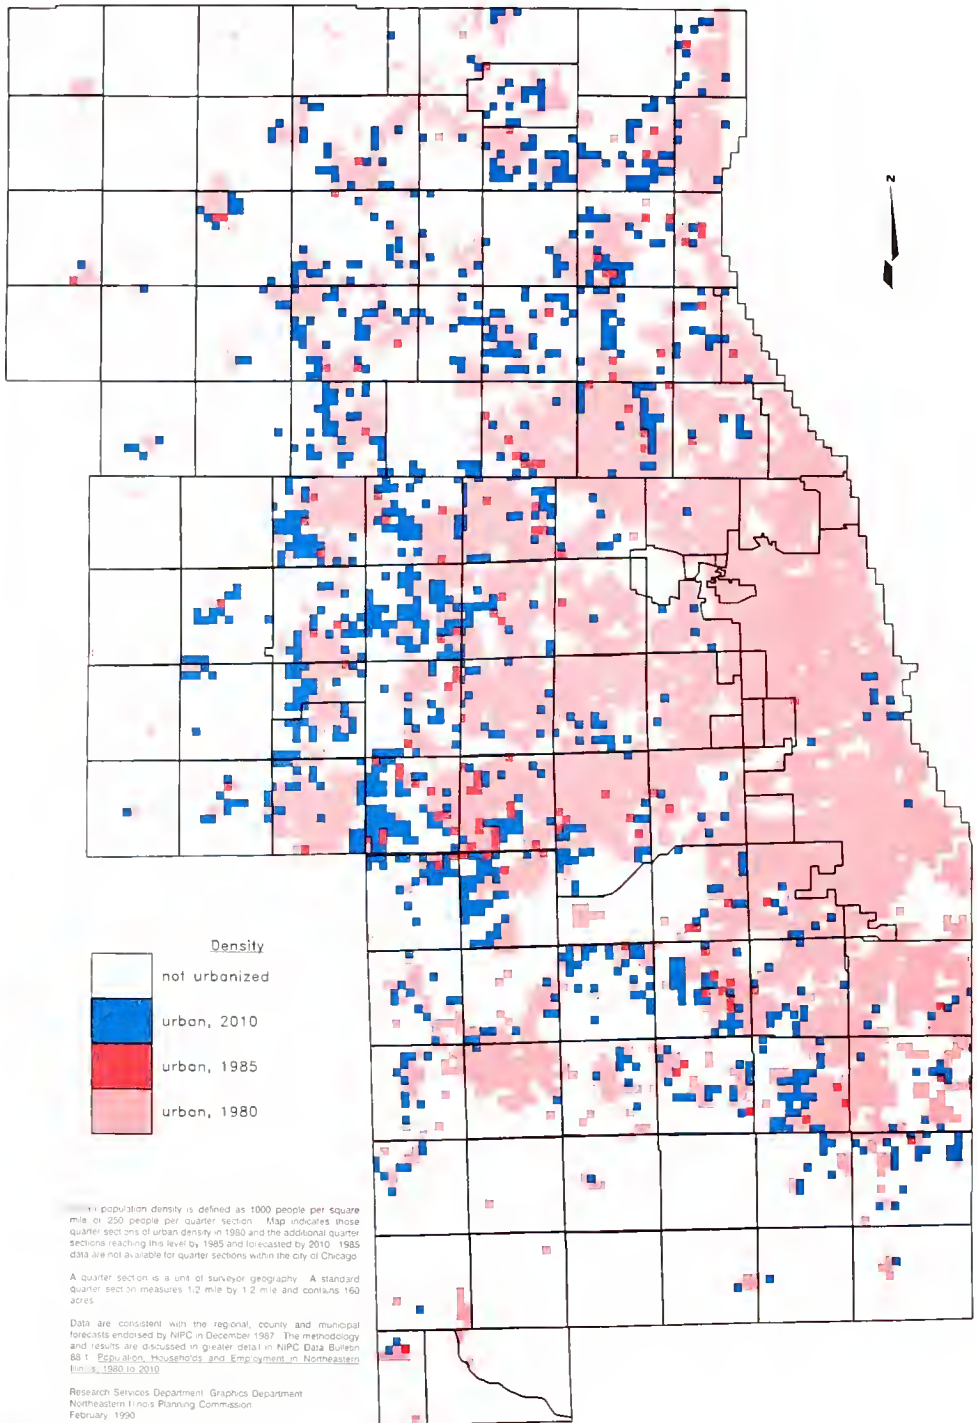 z
Density
not urbanized
urban, 2010
urban, 1985
urban, 1980
population density is defined as 1000 people per square
mile or 250 people per quarter section Map indicates those
quarter sections of urban density in 1980 and the additional quarter
sections reaching this level by 1985 and forecasted by 2010 1985
data are not available for quarter sections within the city of Chicago
A quarter section is a unit of surveyor geography A standard
quarter section measures 1/2 mile by 1/2 mile and contains 160
acres
Data are consistent with the regional, county and municipal
forecasts endorsed by NIPC in December 1987 The methodology
and results are discussed in greater detail in NIPC Data Bulletin
88 1 Population, Households and Employment in Northeastern
Illinois, 1980 to 2010
Research Services Department Graphics Department
Northeastern Illinois Planning Commission
February 1990